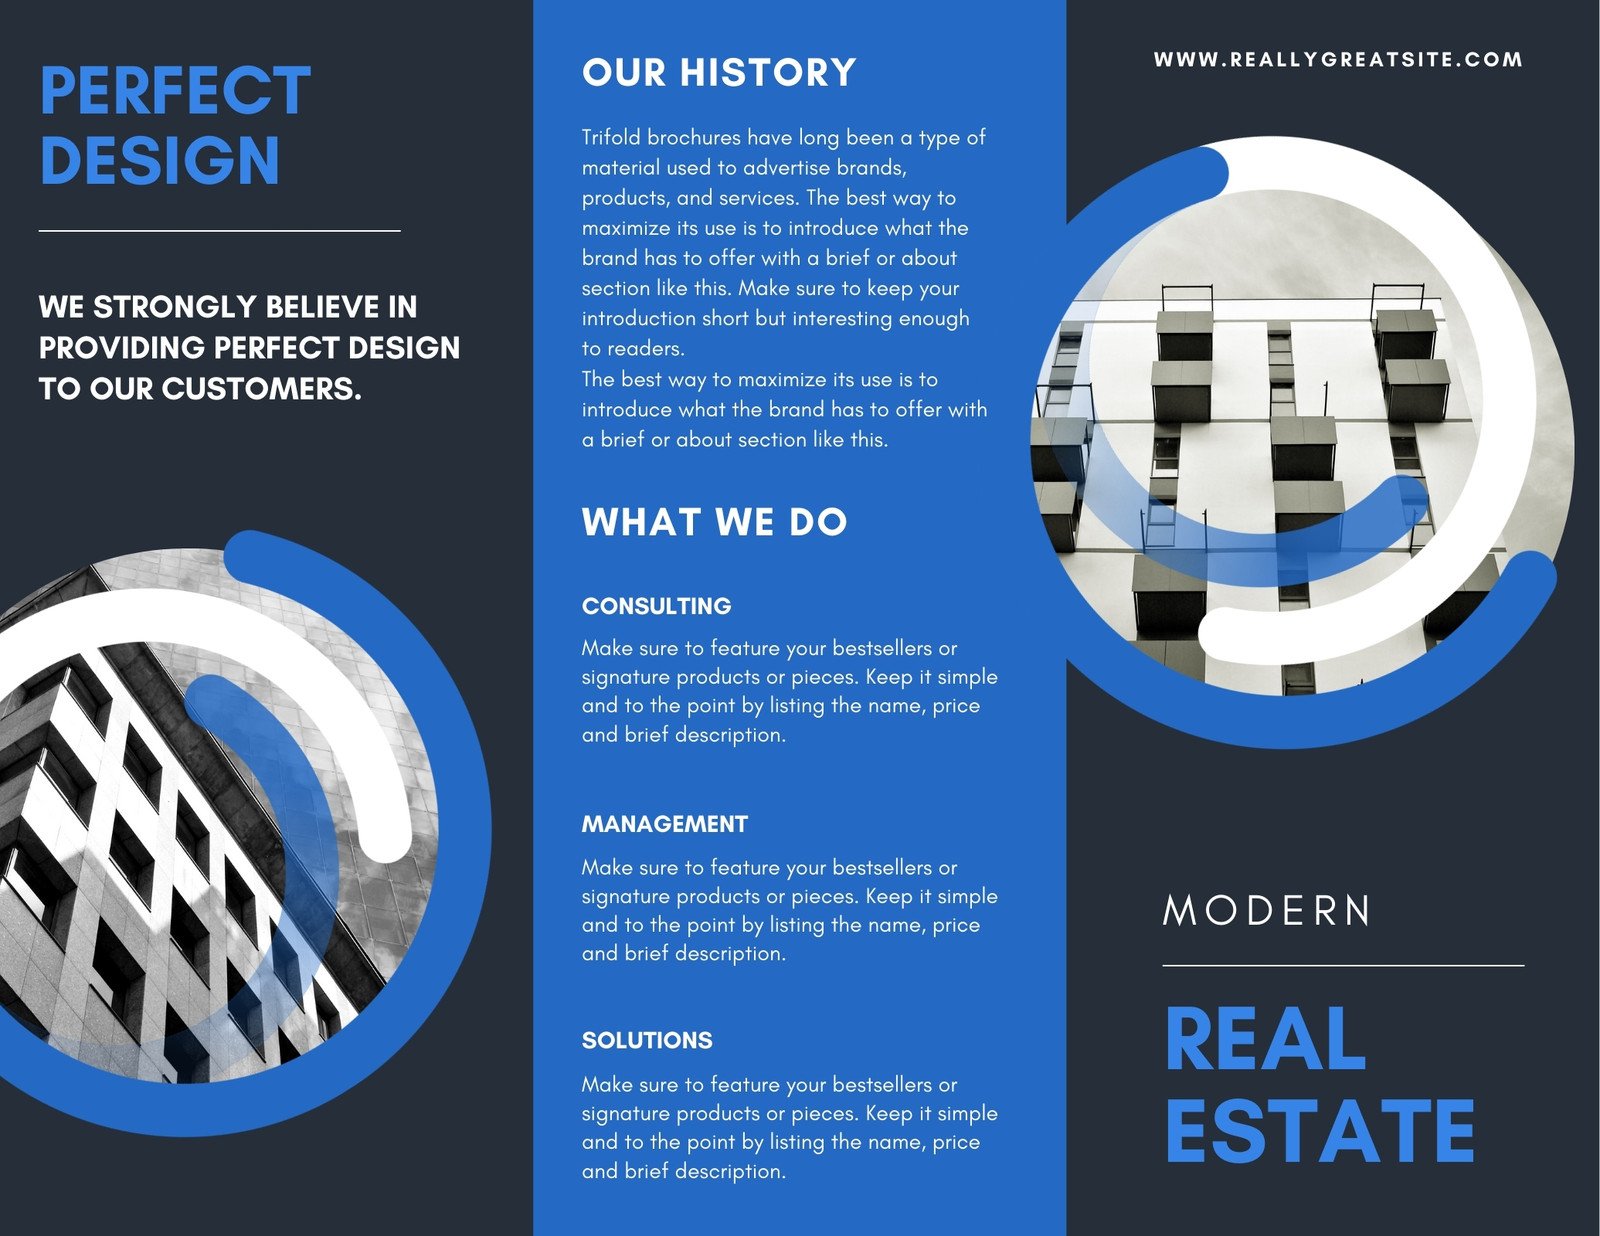 PERFECT
DESIGN
WE STRONGLY BELIEVE IN
PROVIDING PERFECT DESIGN
TO OUR CUSTOMERS.
OUR HISTORY
Trifold brochures have long been a type of
material used to advertise brands,
products, and services. The best way to
maximize its use is to introduce what the
brand has to offer with a brief or about
section like this. Make sure to keep your
introduction short but interesting enough
to readers.
The best way to maximize its use is to
introduce what the brand has to offer with
a brief or about section like this.
WHAT WE DO
CONSULTING
Make sure to feature your bestsellers or
signature products or pieces. Keep it simple
and to the point by listing the name, price
and brief description.
MANAGEMENT
Make sure to feature your bestsellers or
signature products or pieces. Keep it simple
and to the point by listing the name, price
and brief description.
SOLUTIONS
Make sure to feature your bestsellers or
signature products or pieces. Keep it simple
and to the point by listing the name, price
and brief description.
WWW.REALLYGREATSITE.COM
MODERN
REAL
ESTATE